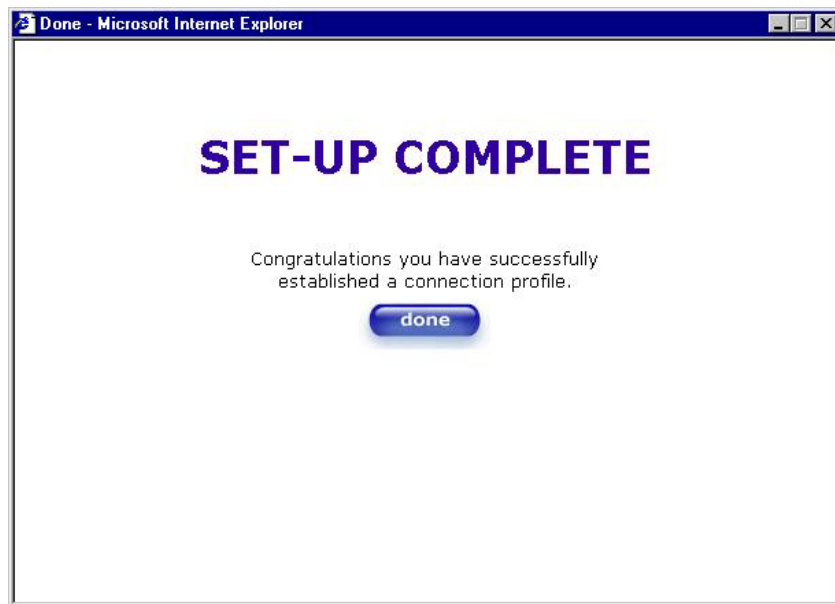 Done - Microsoft Internet Explorer
SET-UP COMPLETE
Congratulations you have successfully
established a connection profile.
done